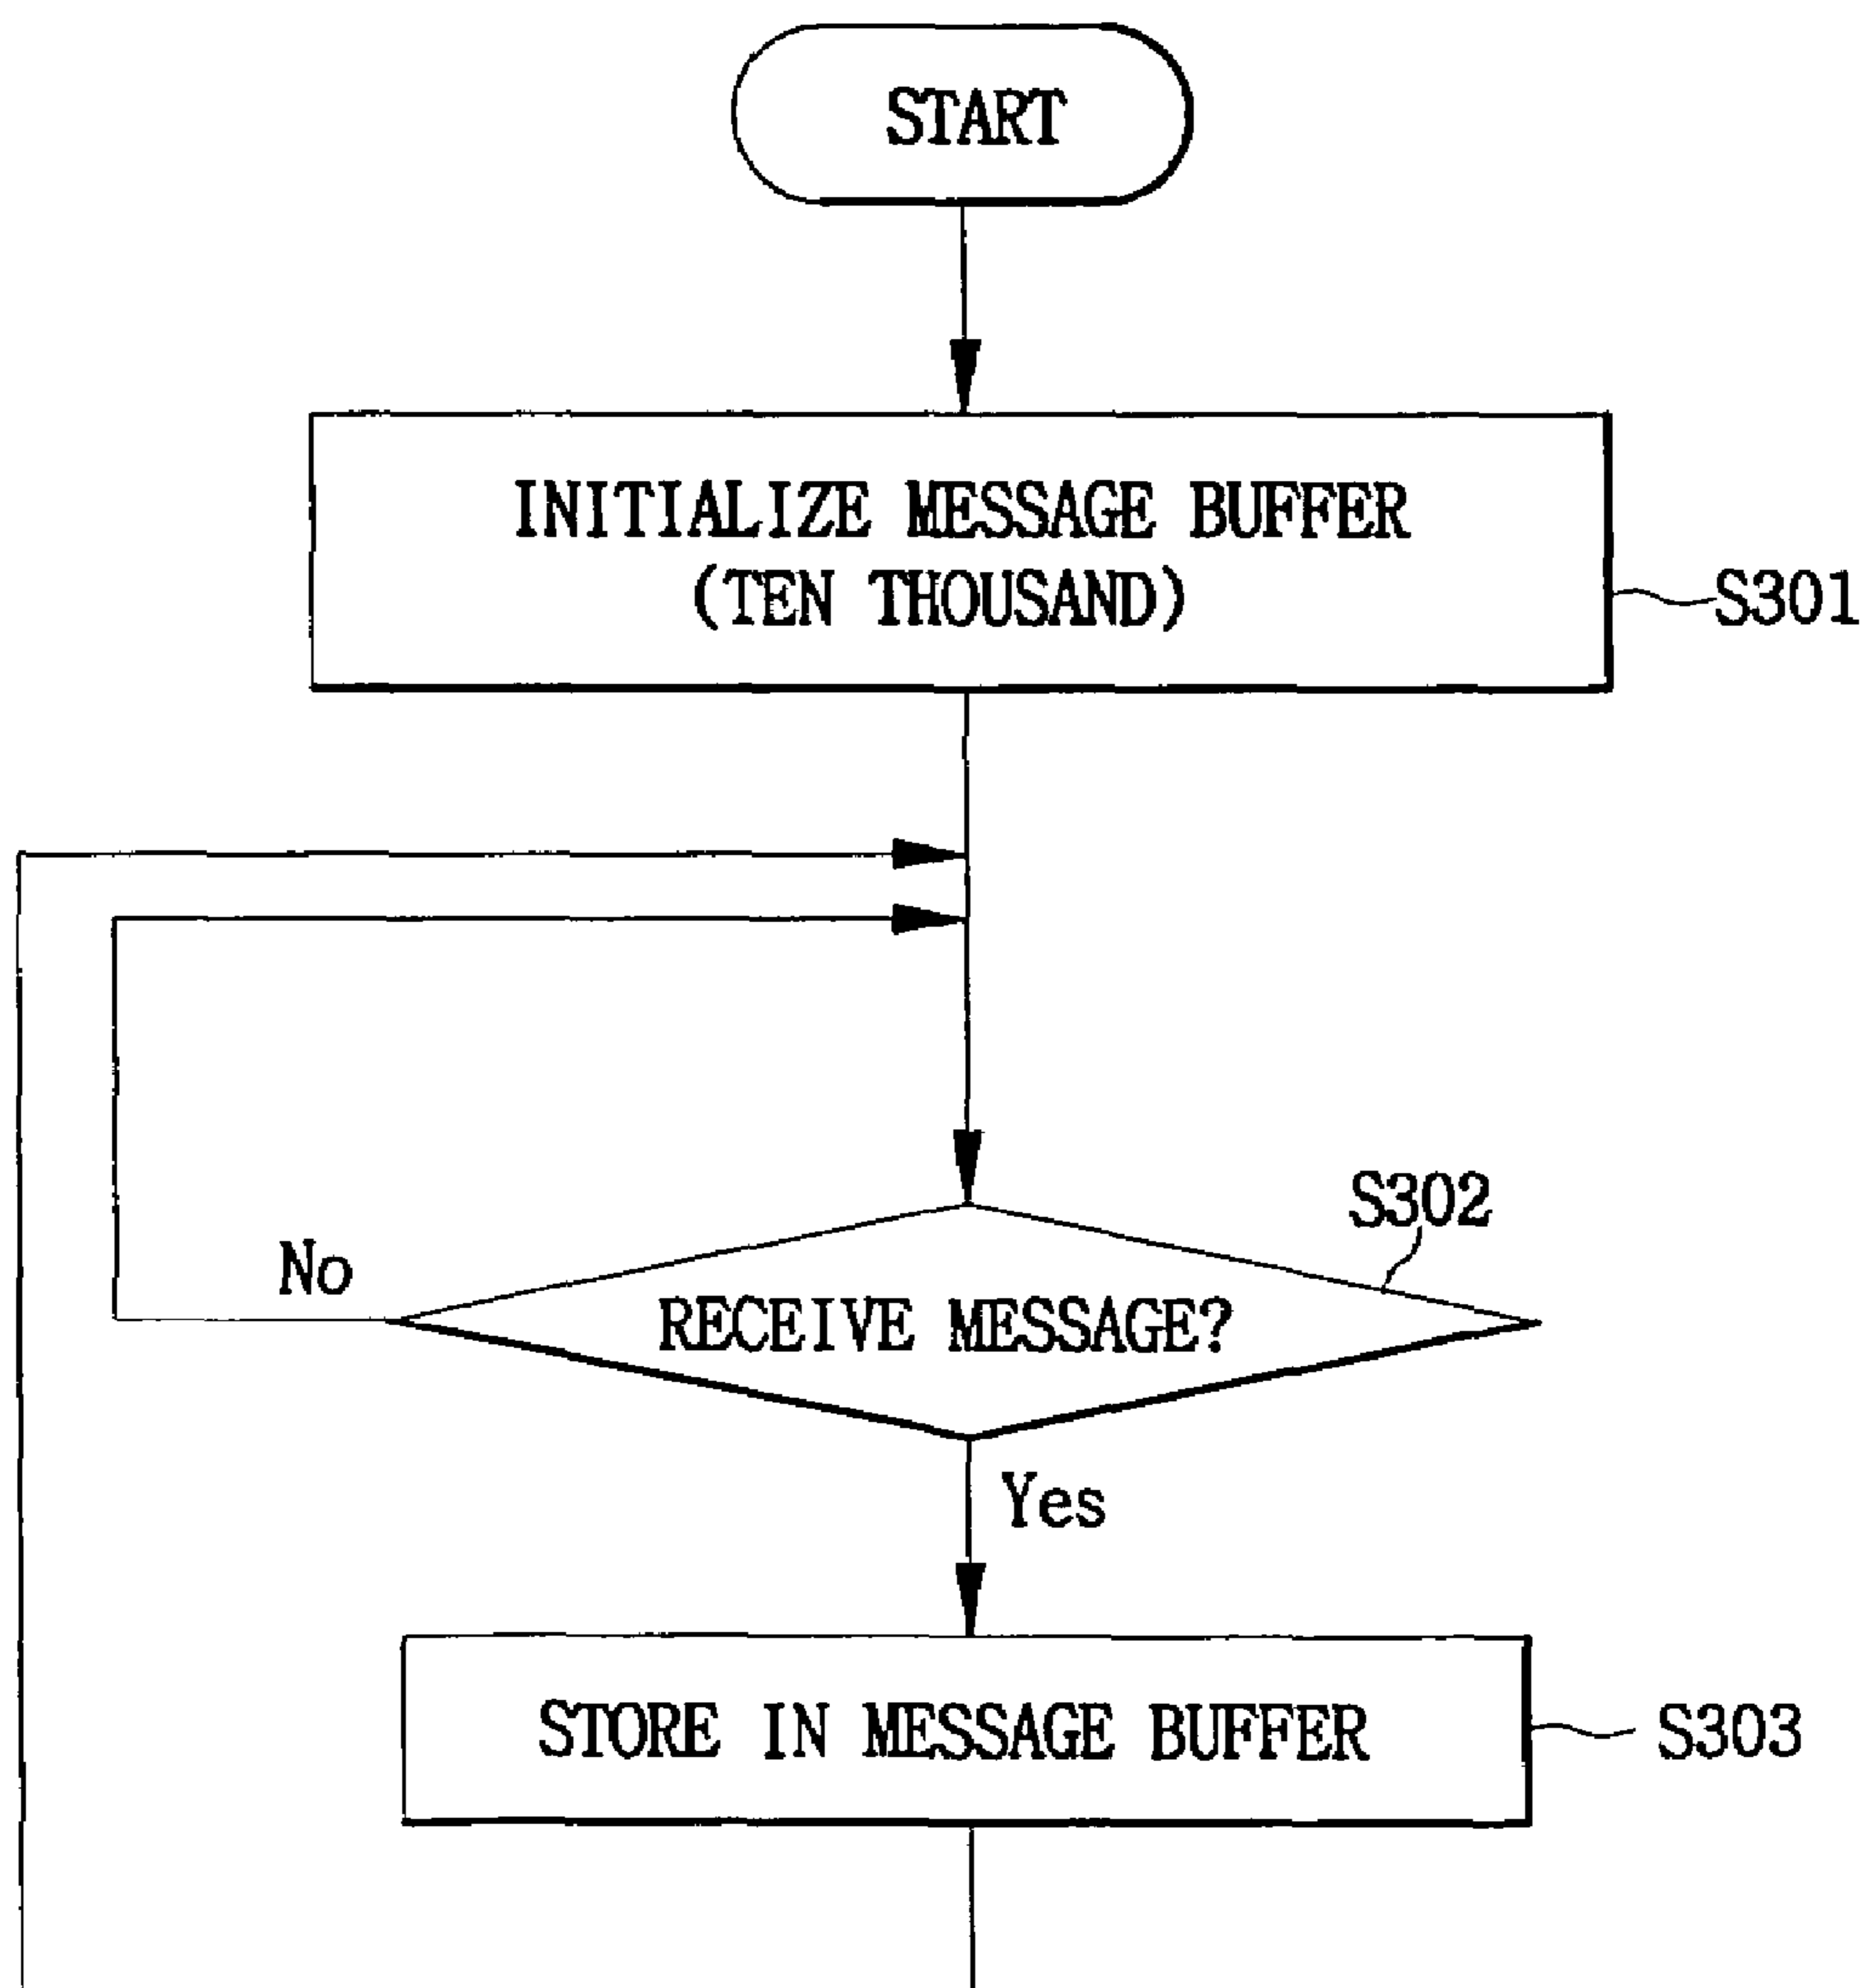 START
INITIALIZE MESSAGE BUFFER
(TEN THOUSAND)
S301
S302
No
RECEIVE MESSAGE?
Yes
STORE IN MESSAGE BUFFER
S303